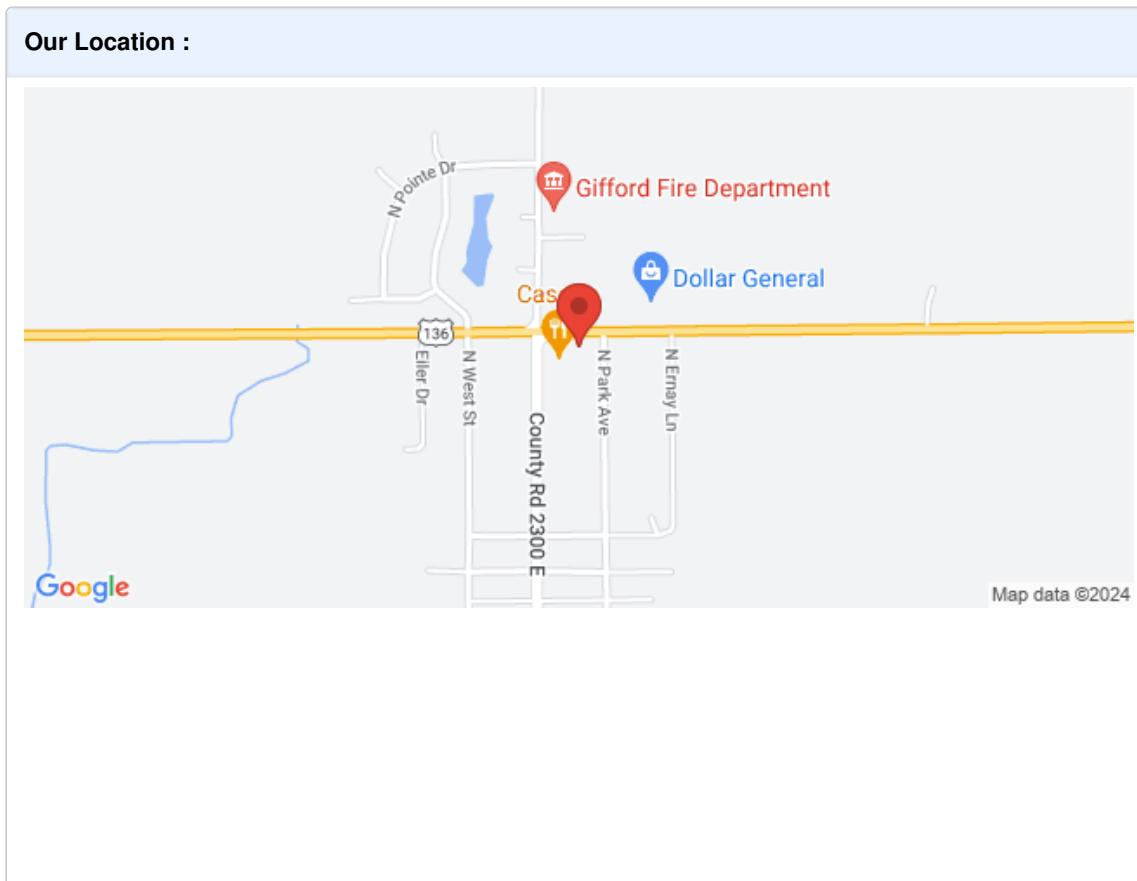 Our Location :
N Pointe Dr
Gifford Fire Department
Dollar General
Cas
136
Eiler Dr
N West St
County Rd 2300 E
N Park Ave
N Ernay Ln
Google
Map data ©2024